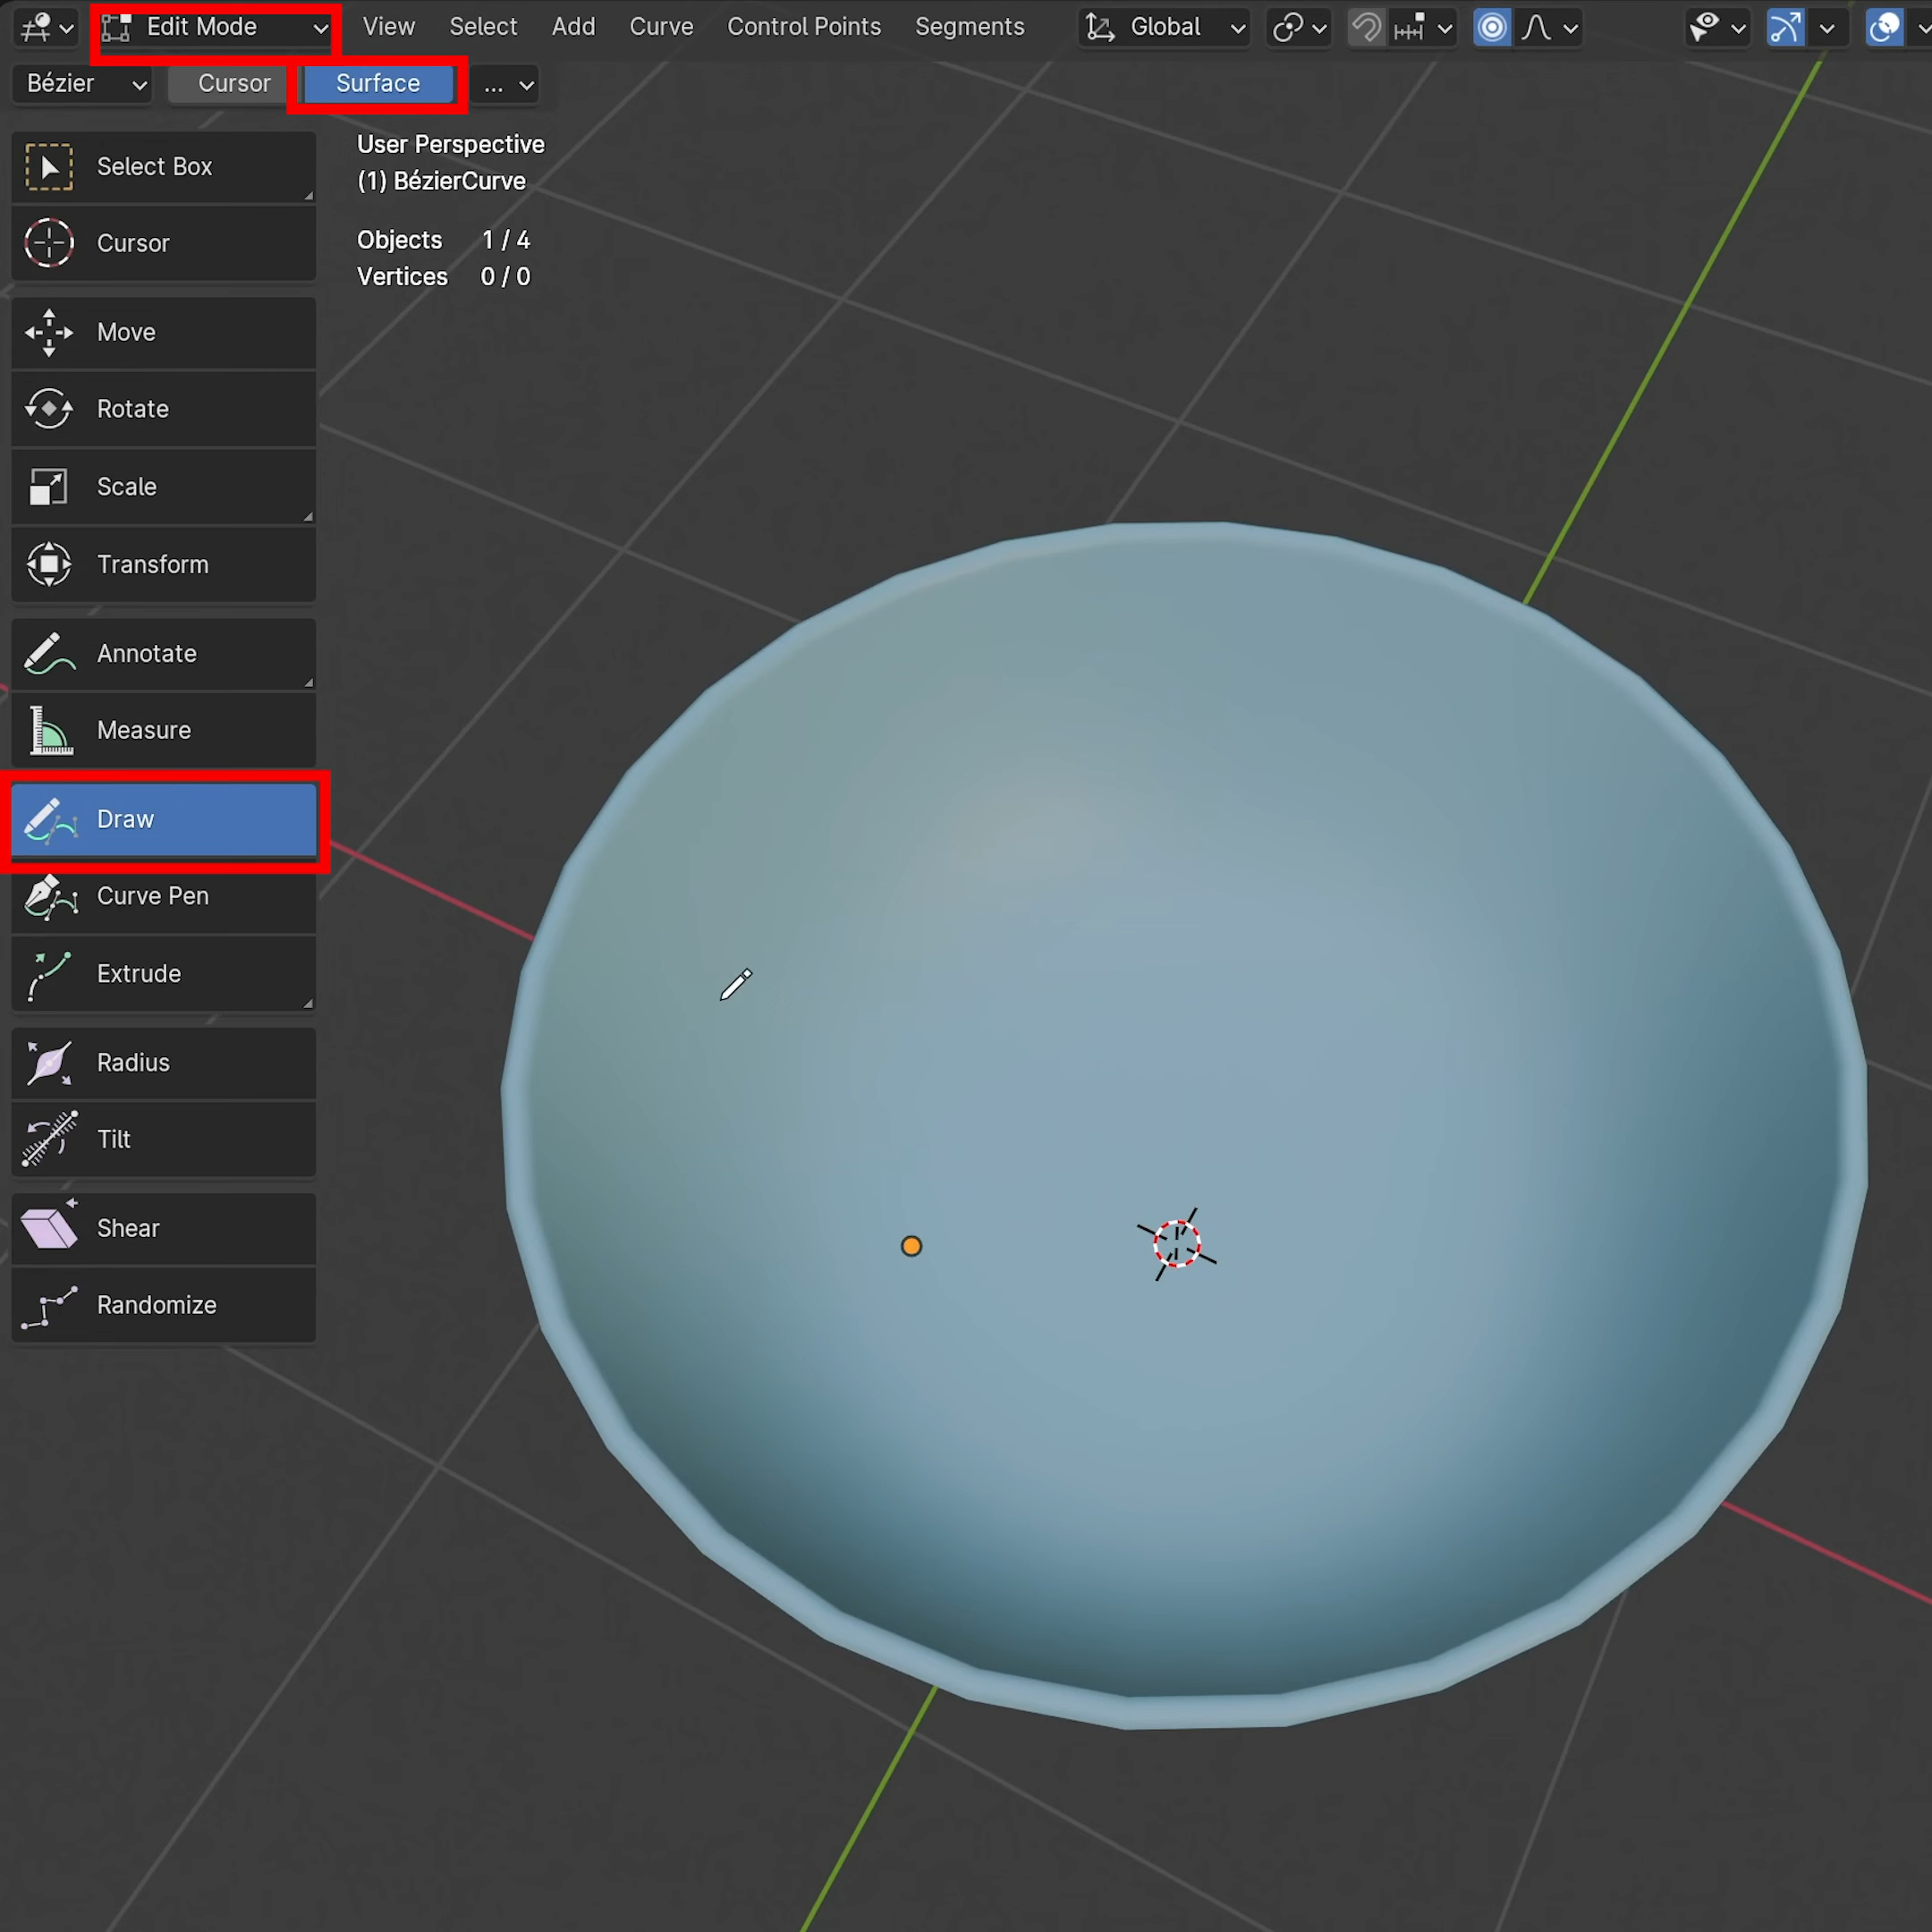 Edit Mode View Select Add Curve Control Points Segments Global
Bézier Cursor Surface ...
User Perspective
(1) BézierCurve
Objects 1 / 4
Vertices 0 / 0
Select Box
Cursor
Move
Rotate
Scale
Transform
Annotate
Measure
Draw
Curve Pen
Extrude
Radius
Tilt
Shear
Randomize